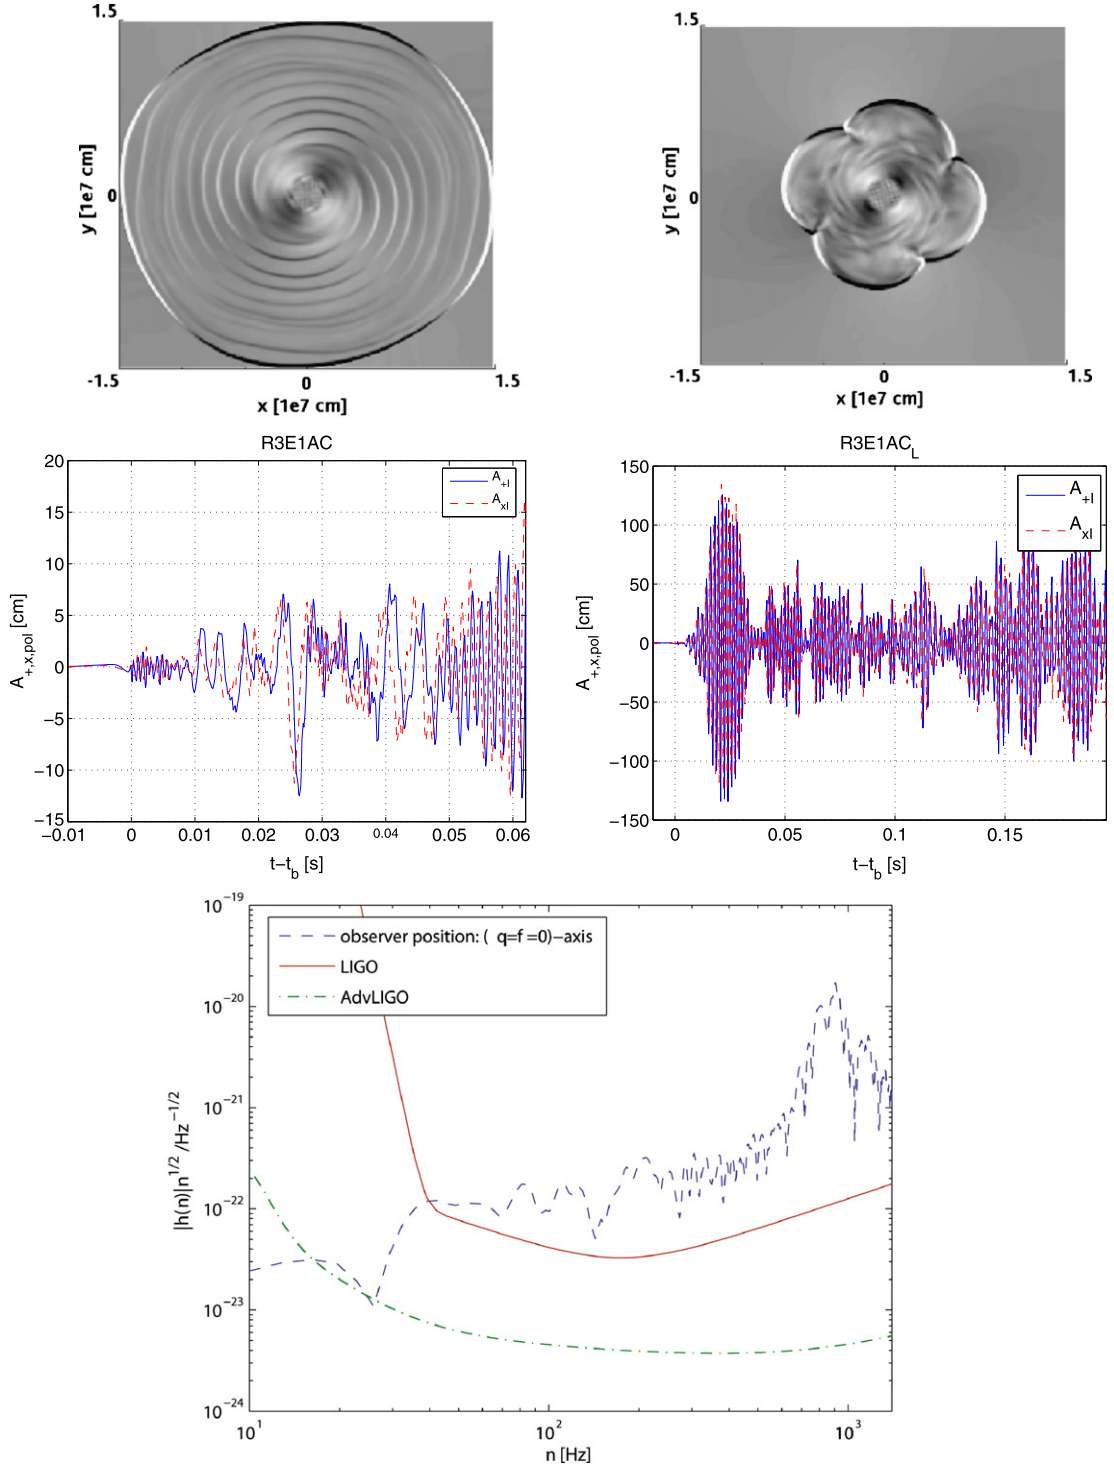 1.5
y [1e7 cm]
0
-1.5
0
1.5
x [1e7 cm]
1.5
y [1e7 cm]
0
-1.5
0
1.5
x [1e7 cm]
R3E1AC
A+I
AxI
20
15
10
5
0
−5
−10
−15
A+,x,pol [cm]
−0.01
0
0.01
0.02
0.03
0.04
0.05
0.06
t−tb [s]
R3E1ACL
A+I
AxI
150
100
50
0
−50
−100
−150
A+,x,pol [cm]
0
0.05
0.1
0.15
t−tb [s]
observer position: ( q=f =0)−axis
LIGO
AdvLIGO
10−19
10−20
10−21
10−22
10−23
10−24
|h(n)|n1/2 /Hz−1/2
101
102
103
n [Hz]